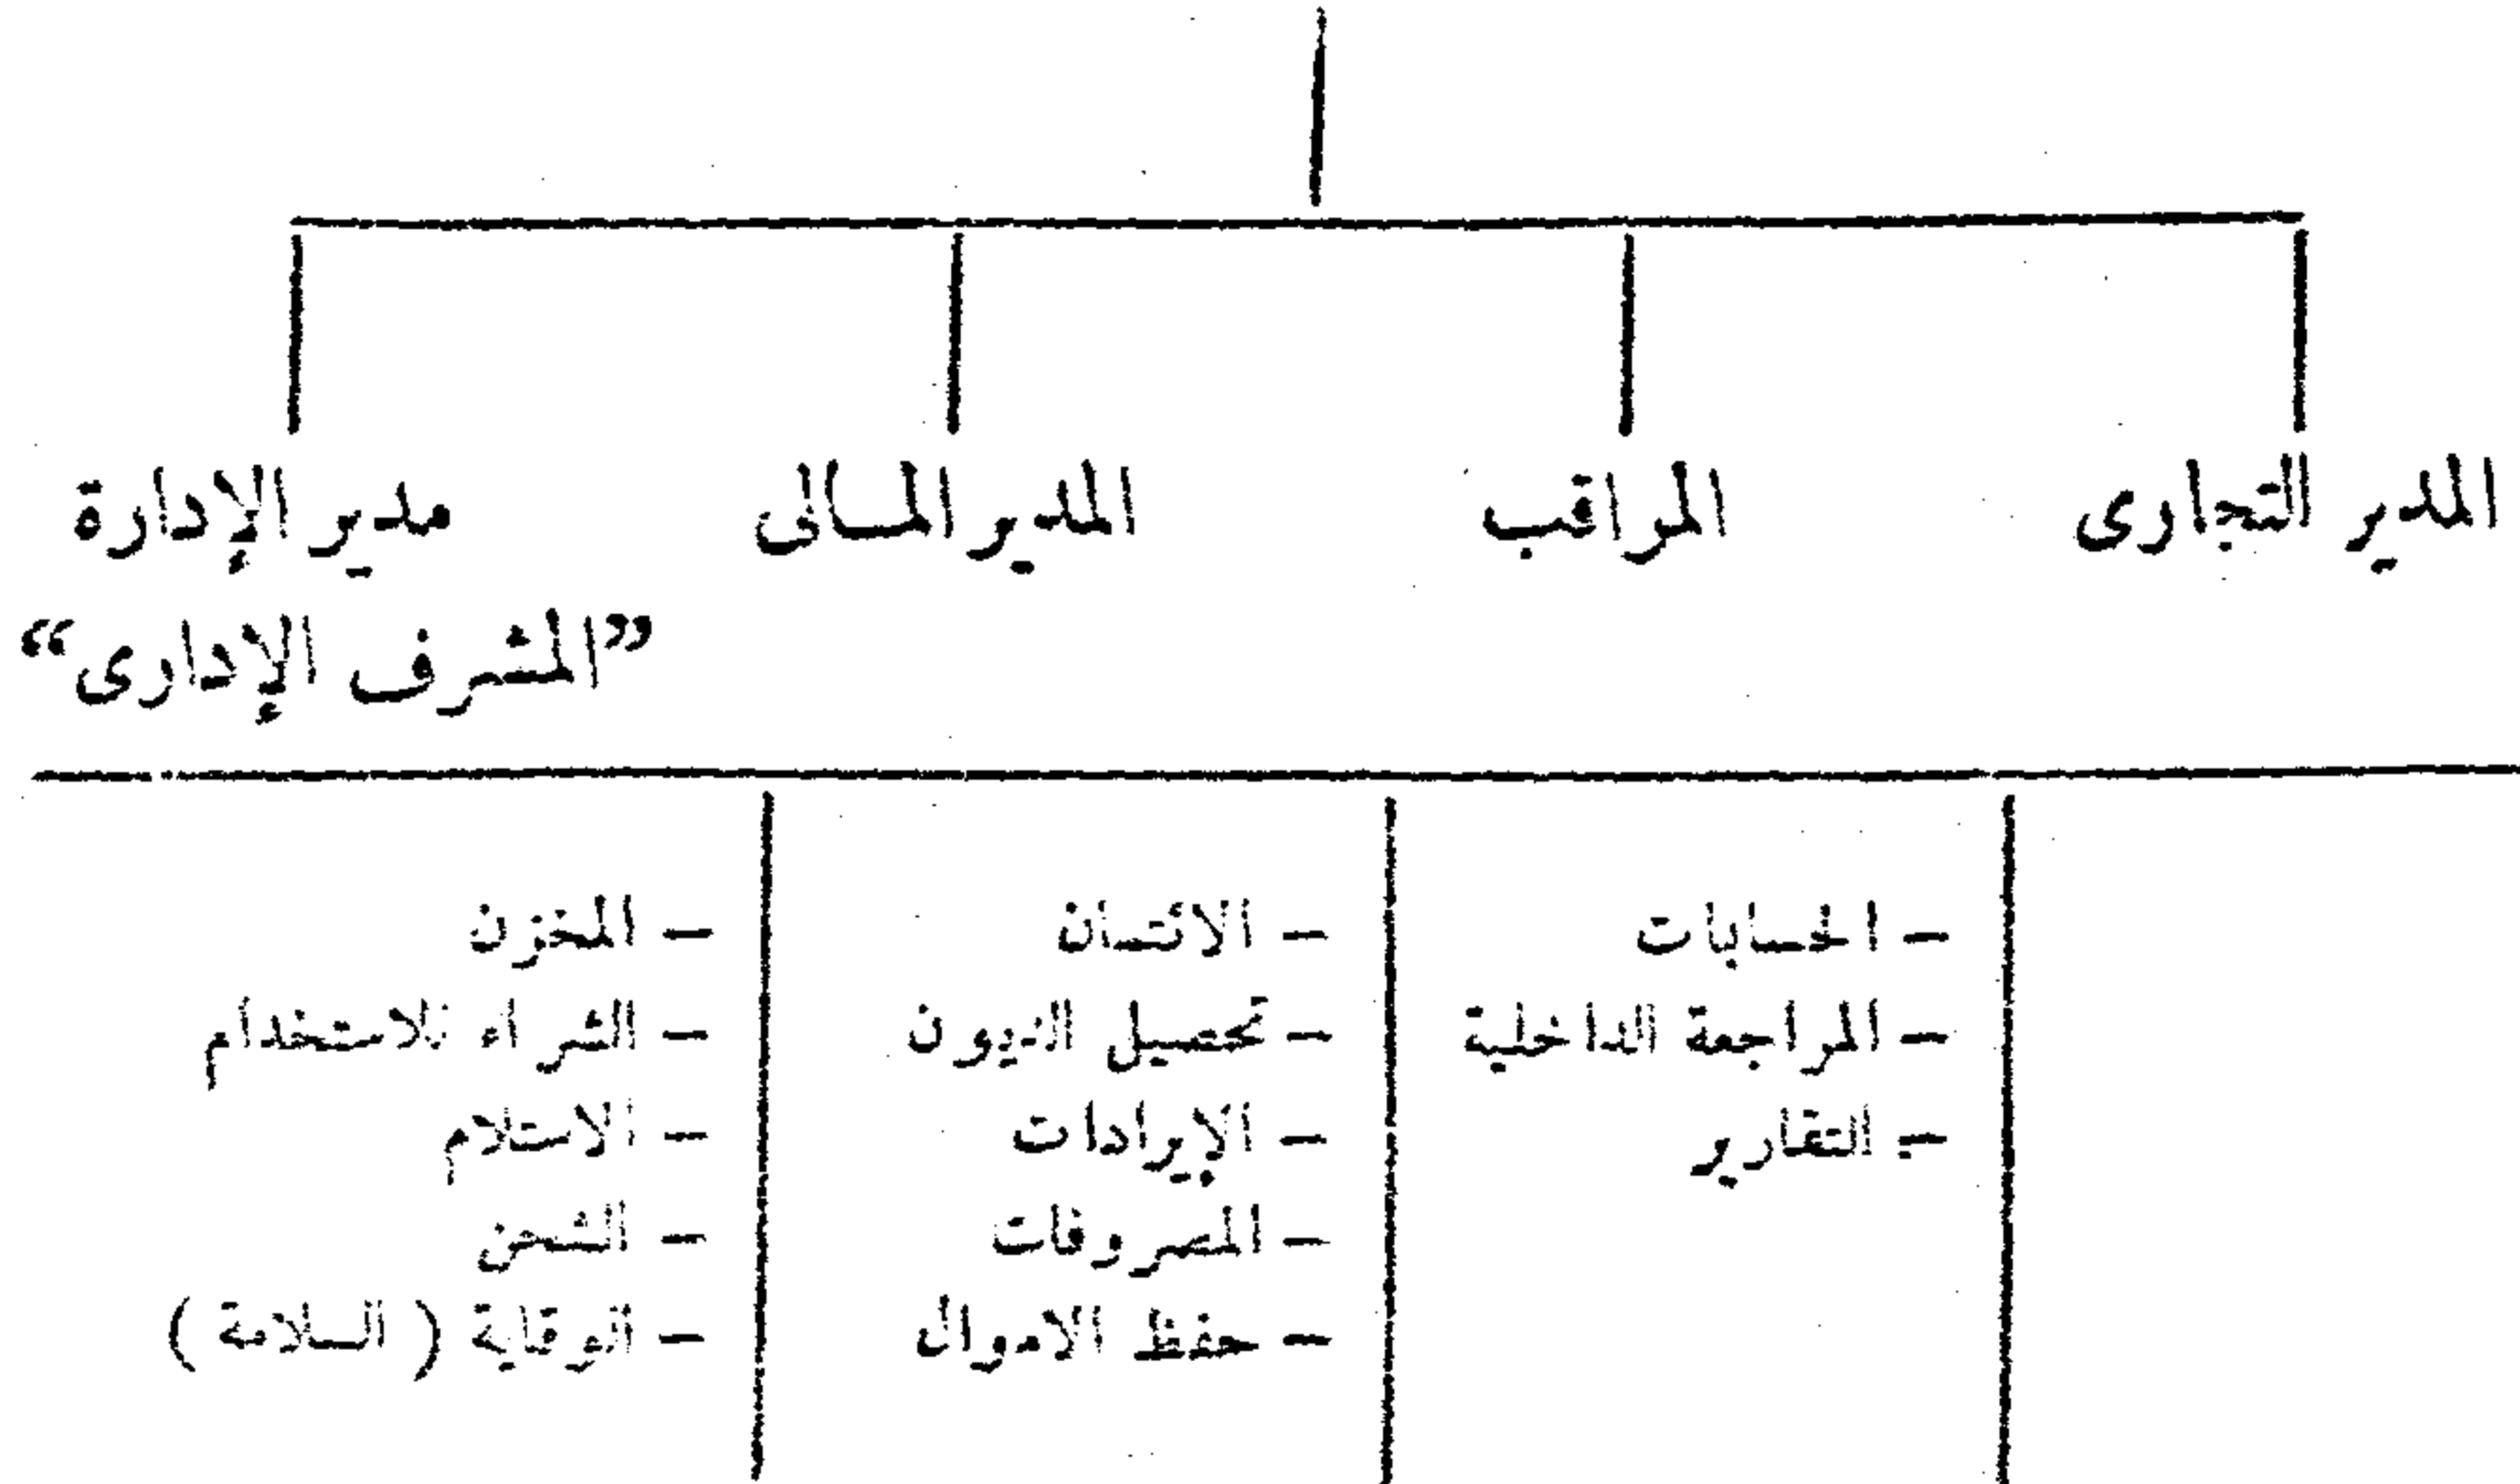 المدير التجارى
المراقب
المدير المالى
مدير الإدارة
”المشرف الإدارى“
– الحسابات
– المراجعة الداخلية
– التقارير
– الائتمان
– تحصيل الديون
– الإيرادات
– المصروفات
– حفظ الاموال
– المخزن
– الشراء للاستخدام
– الاستلام
– الشحن
– الوقاية ( السلامة )